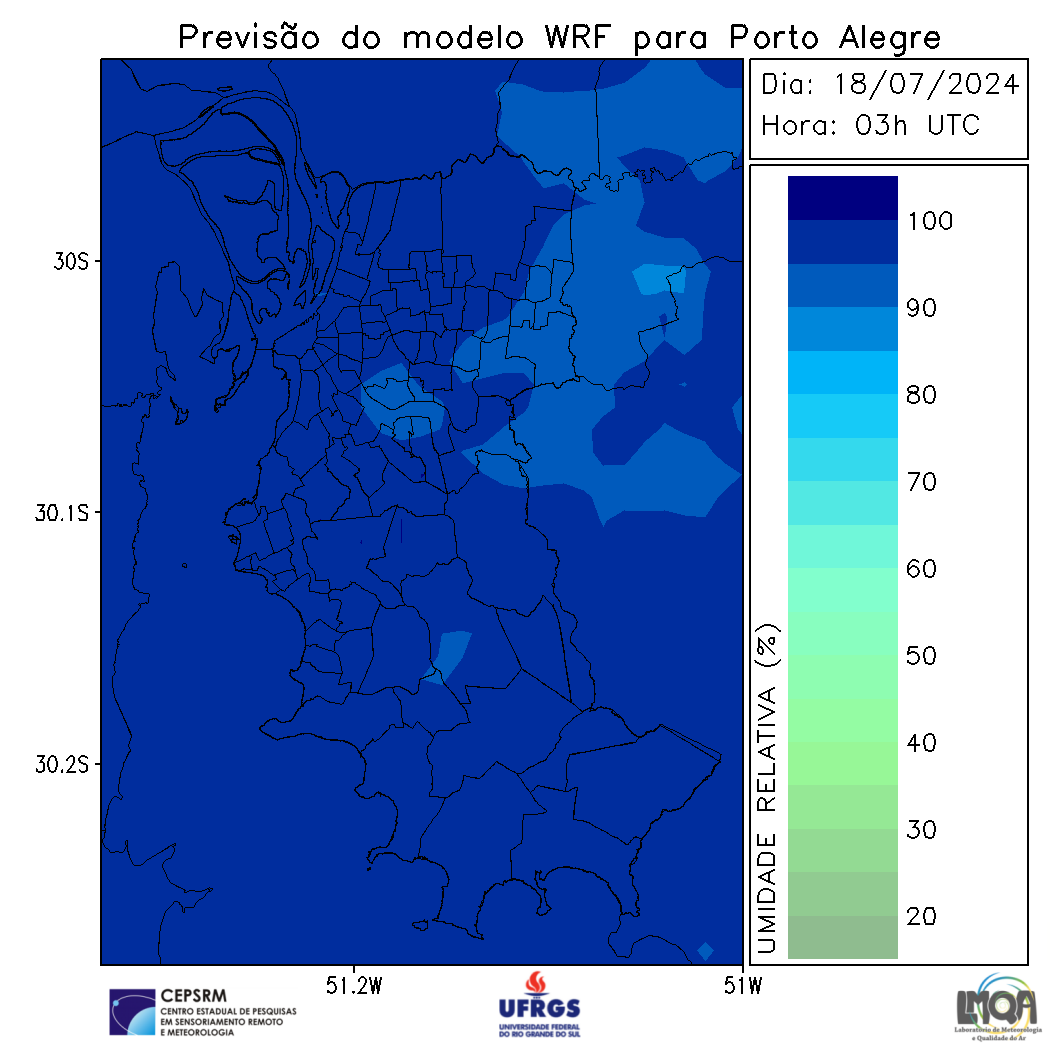 Previsão do modelo WRF para Porto Alegre
Dia: 18/07/2024
Hora: 03h UTC
30S
30.1S
30.2S
51.2W
51W
100
90
80
70
60
50
40
30
20
UMIDADE RELATIVA (%)
CEPSRM
CENTRO ESTADUAL DE PESQUISAS
EM SENSORIAMENTO REMOTO
E METEOROLOGIA
UFRGS
UNIVERSIDADE FEDERAL
DO RIO GRANDE DO SUL
LMQA
Laboratório de Meteorologia
e Qualidade do Ar